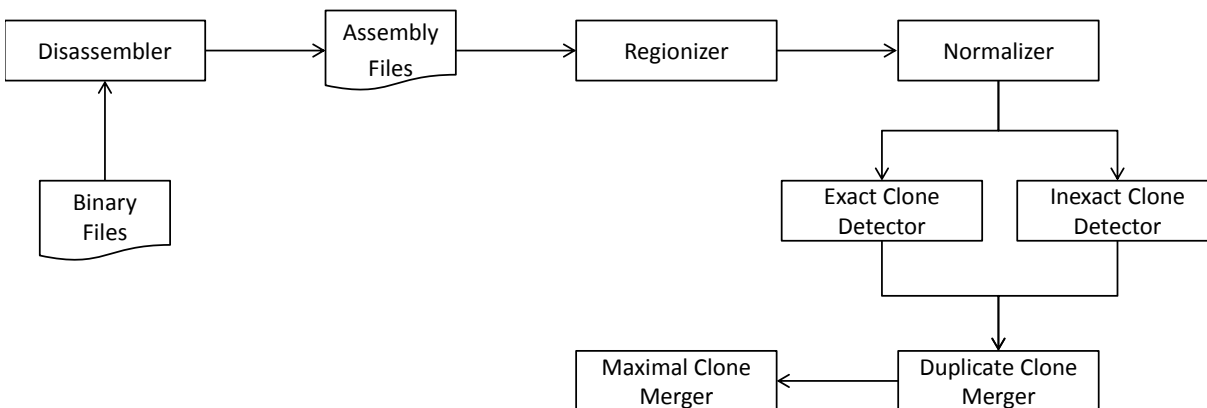 Disassembler
Assembly
Files
Regionizer
Normalizer
Binary
Files
Exact Clone
Detector
Inexact Clone
Detector
Maximal Clone
Merger
Duplicate Clone
Merger